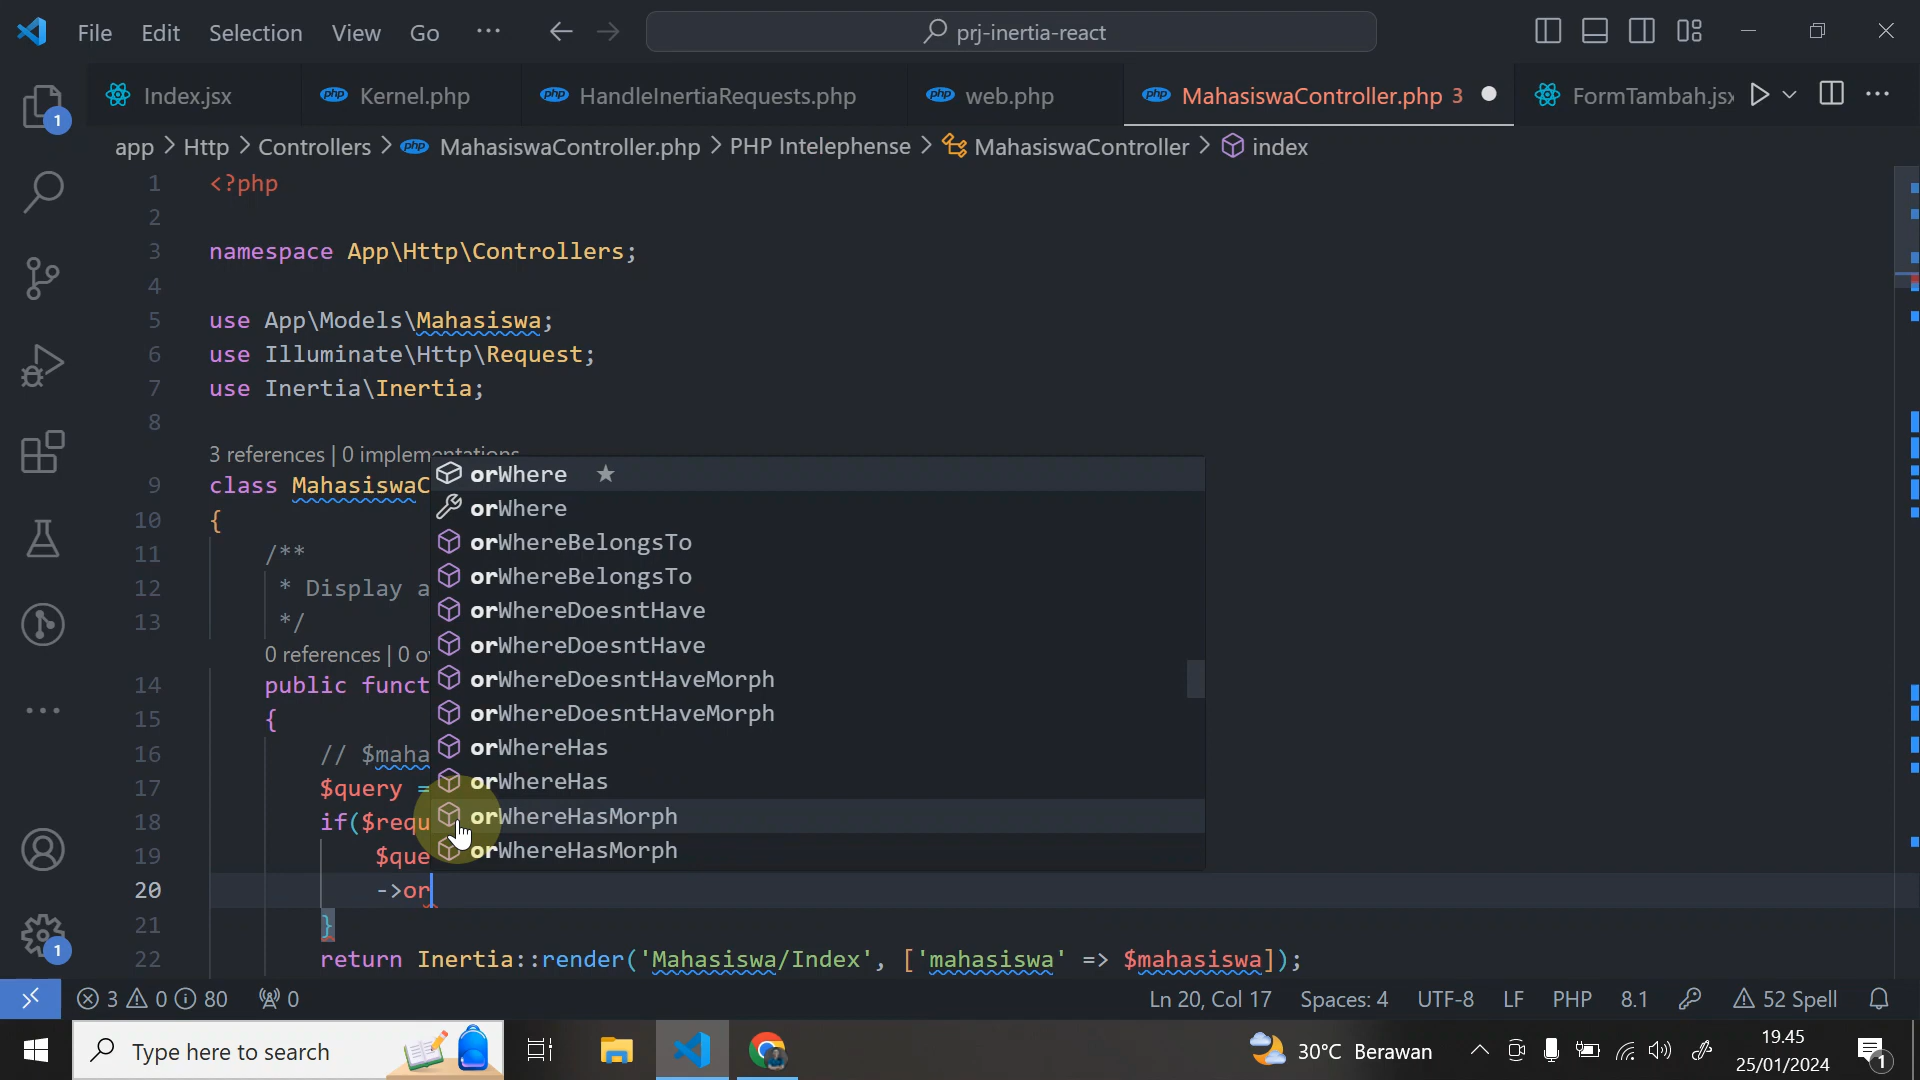 File Edit Selection View Go ··· prj-inertia-react
Index.jsx Kernel.php HandleInertiaRequests.php web.php MahasiswaController.php 3 FormTambah.jsx
app > Http > Controllers > MahasiswaController.php > PHP Intelephense > MahasiswaController > index
1 <?php
2
3 namespace App\Http\Controllers;
4
5 use App\Models\Mahasiswa;
6 use Illuminate\Http\Request;
7 use Inertia\Inertia;
8
3 references | 0 implementations
orWhere ★
9 class MahasiswaC
orWhere
10 {
orWhereBelongsTo
11 /**
orWhereBelongsTo
12 * Display a
orWhereDoesntHave
13 */
orWhereDoesntHave
0 references | 0 ov
orWhereDoesntHaveMorph
14 public funct
orWhereDoesntHaveMorph
15 {
orWhereHas
16 // $maha
orWhereHas
17 $query =
orWhereHasMorph
18 if($requ
orWhereHasMorph
19 $que
20 ->or
21 }
22 return Inertia::render('Mahasiswa/Index', ['mahasiswa' => $mahasiswa]);
3 0 80 0 Ln 20, Col 17 Spaces: 4 UTF-8 LF PHP 8.1 52 Spell
Type here to search 30°C Berawan 19.45
25/01/2024 1